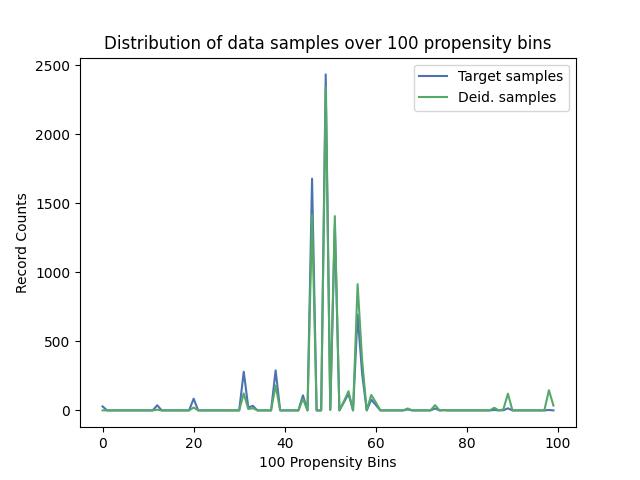 Distribution of data samples over 100 propensity bins
Target samples
Deid. samples
2500
2000
1500
1000
500
0
Record Counts
0 20 40 60 80 100
100 Propensity Bins